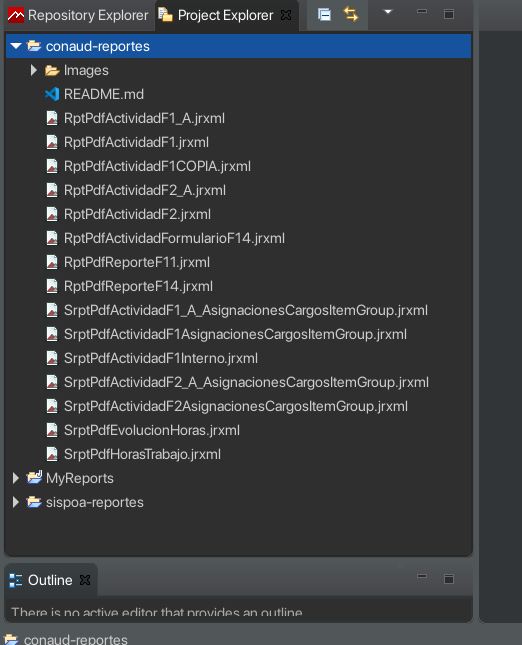 Repository Explorer Project Explorer
conaud-reportes
Images
README.md
RptPdfActividadF1_A.jrxml
RptPdfActividadF1.jrxml
RptPdfActividadF1COPIA.jrxml
RptPdfActividadF2_A.jrxml
RptPdfActividadF2.jrxml
RptPdfActividadFormularioF14.jrxml
RptPdfReporteF11.jrxml
RptPdfReporteF14.jrxml
SrptPdfActividadF1_A_AsignacionesCargosItemGroup.jrxml
SrptPdfActividadF1AsignacionesCargosItemGroup.jrxml
SrptPdfActividadF1Interno.jrxml
SrptPdfActividadF2_A_AsignacionesCargosItemGroup.jrxml
SrptPdfActividadF2AsignacionesCargosItemGroup.jrxml
SrptPdfEvolucionHoras.jrxml
SrptPdfHorasTrabajo.jrxml
MyReports
sispoa-reportes
Outline
There is no active editor that provides an outline
conaud-reportes